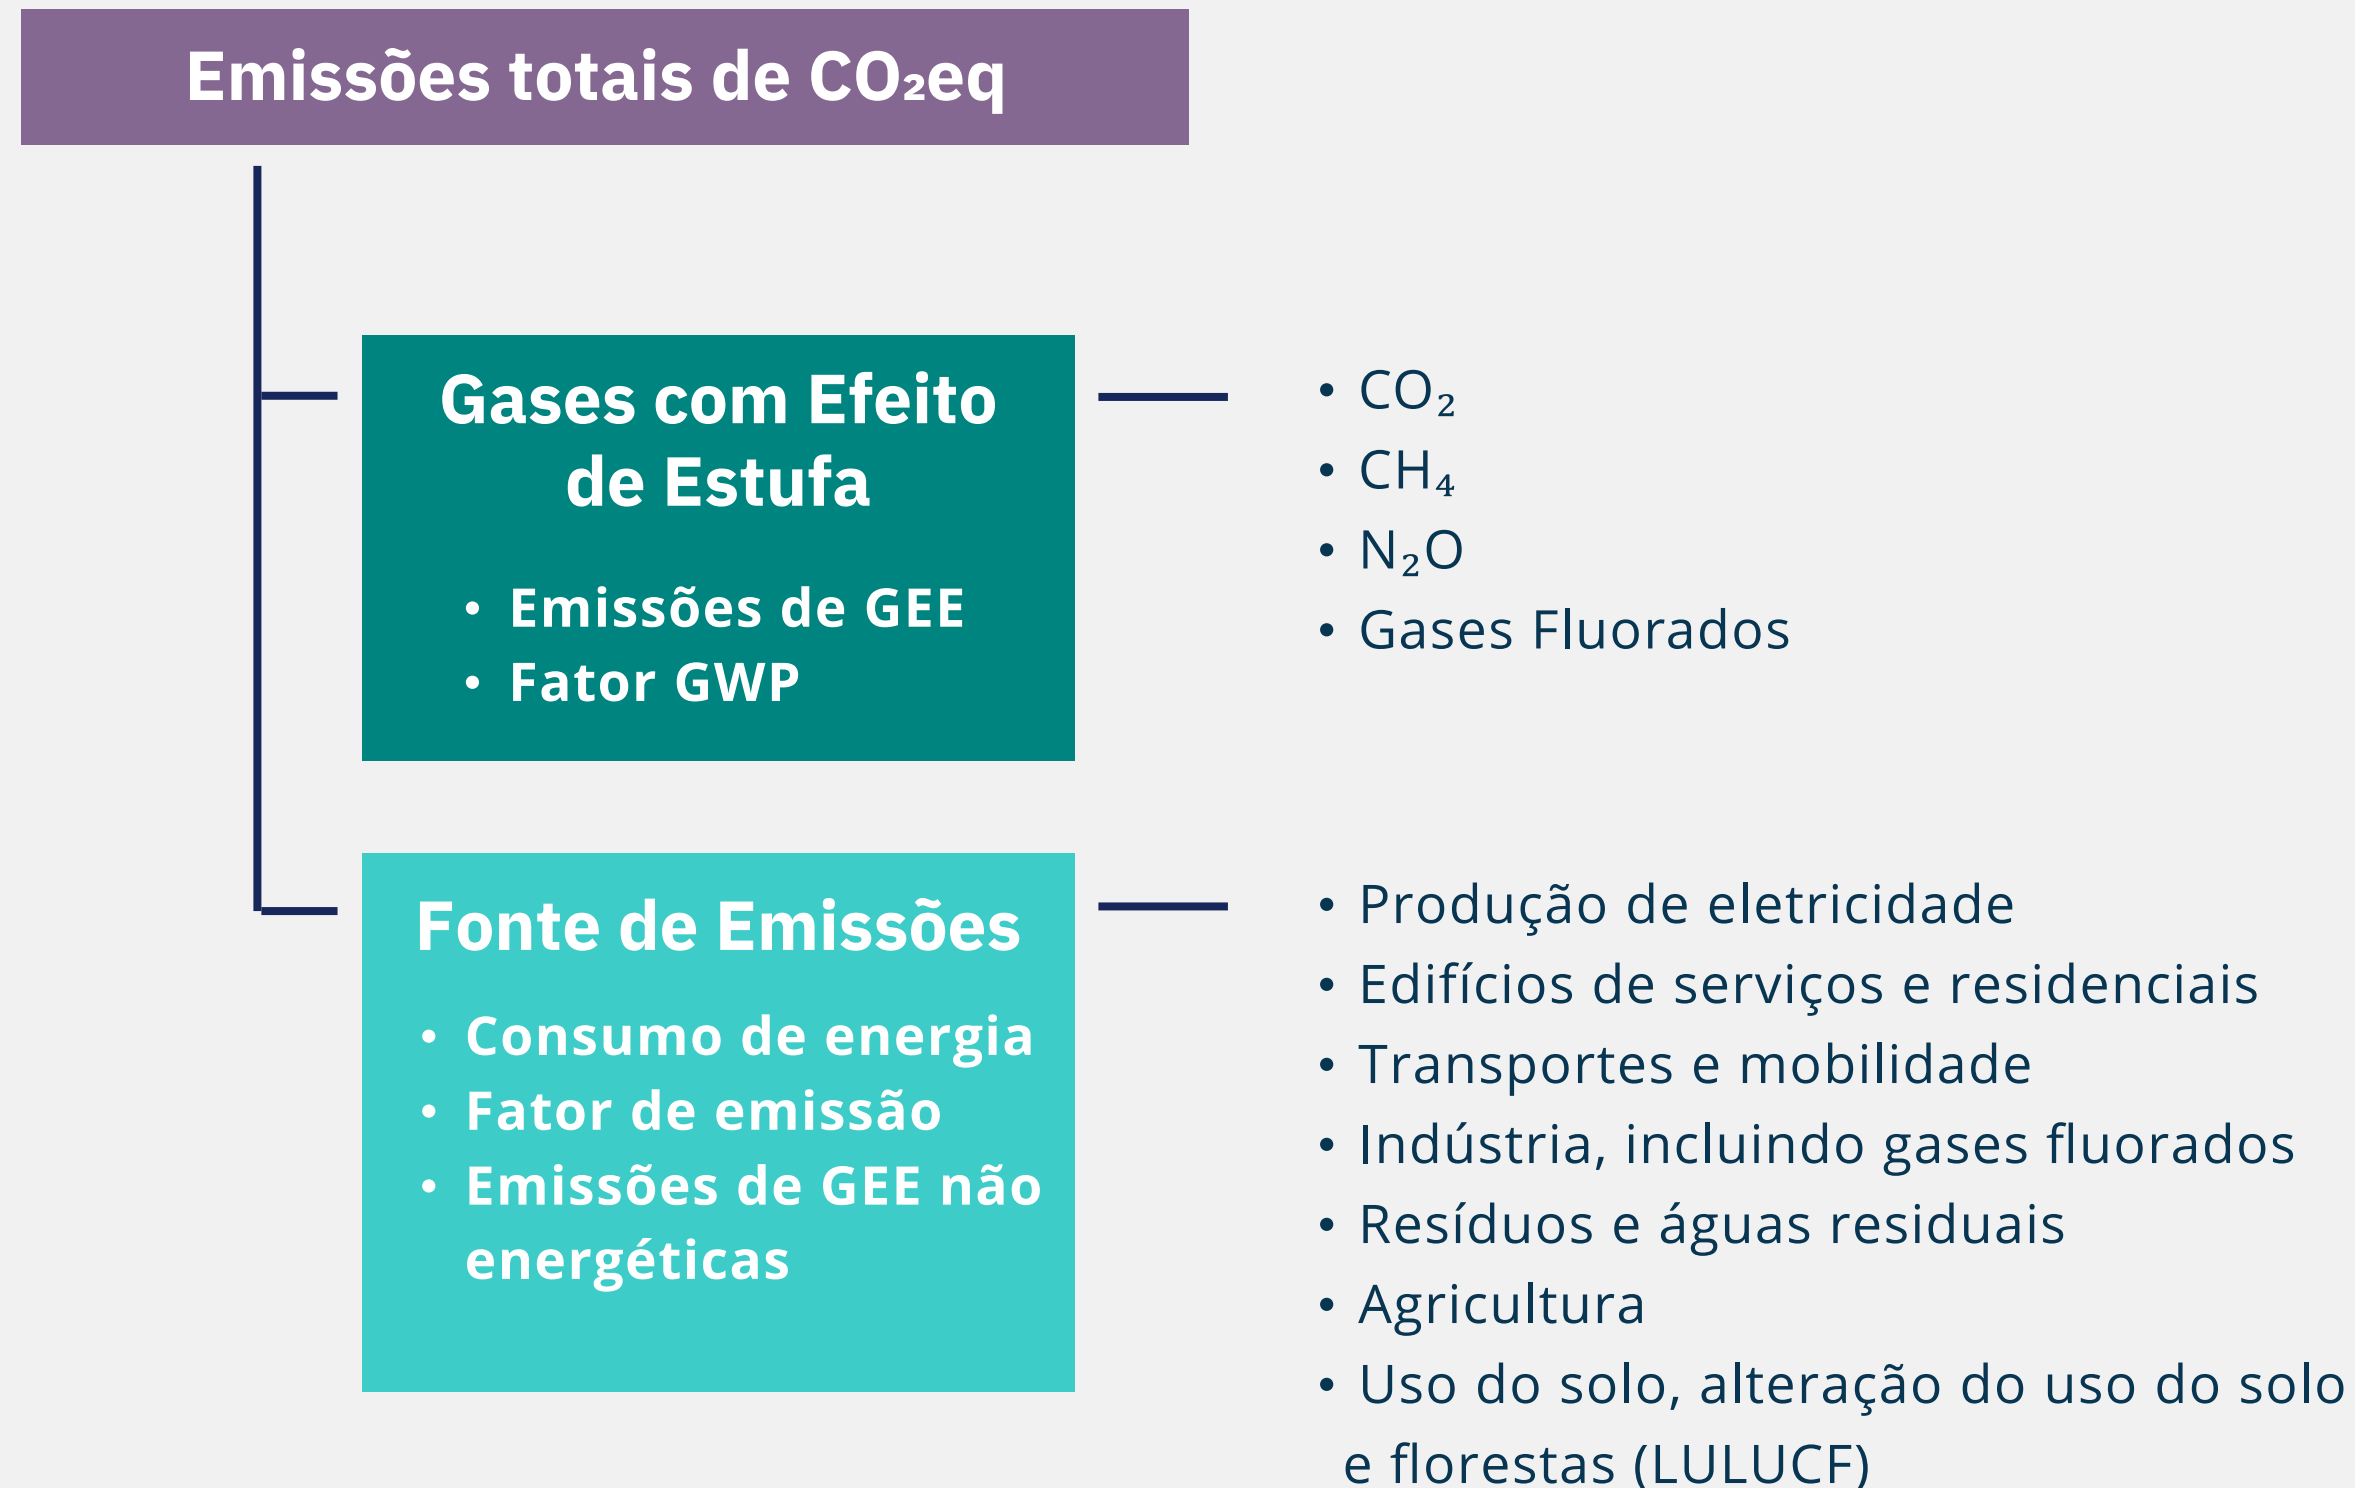 Emissões totais de CO₂eq
Gases com Efeito
de Estufa
• Emissões de GEE
• Fator GWP
• CO₂
• CH₄
• N₂O
• Gases Fluorados
Fonte de Emissões
• Consumo de energia
• Fator de emissão
• Emissões de GEE não
energéticas
• Produção de eletricidade
• Edifícios de serviços e residenciais
• Transportes e mobilidade
• Indústria, incluindo gases fluorados
• Resíduos e águas residuais
• Agricultura
• Uso do solo, alteração do uso do solo
e florestas (LULUCF)